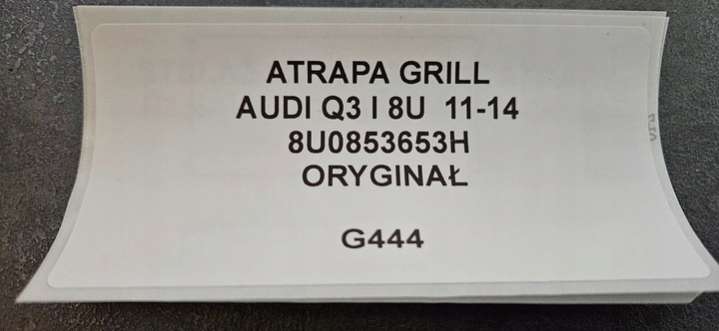 ATRAPA GRILL
AUDI Q3 I 8U 11-14
8U0853653H
ORYGINAŁ
G444